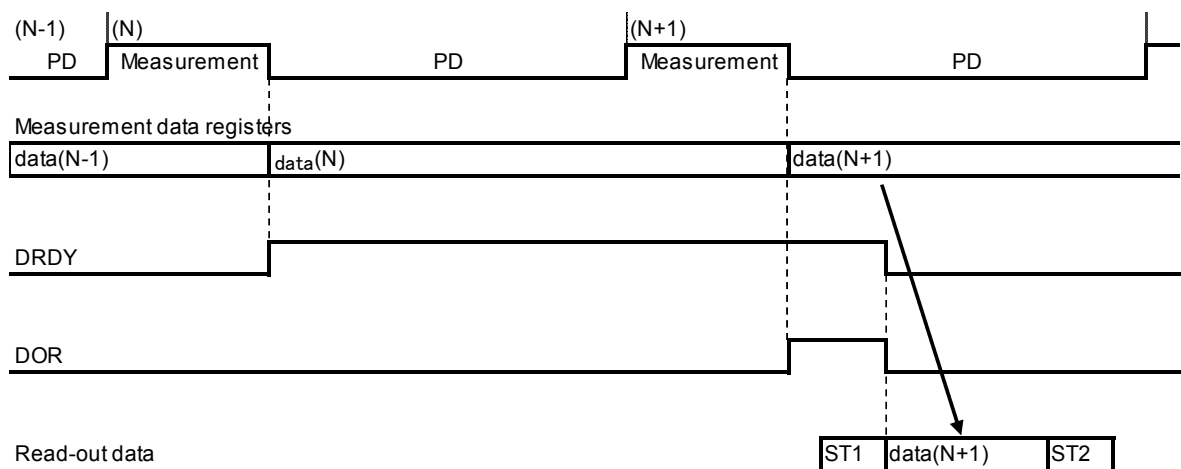 (N-1) (N) (N+1)
PD Measurement PD Measurement PD
Measurement data registers
data(N-1) data(N) data(N+1)
DRDY
DOR
Read-out data ST1 data(N+1) ST2